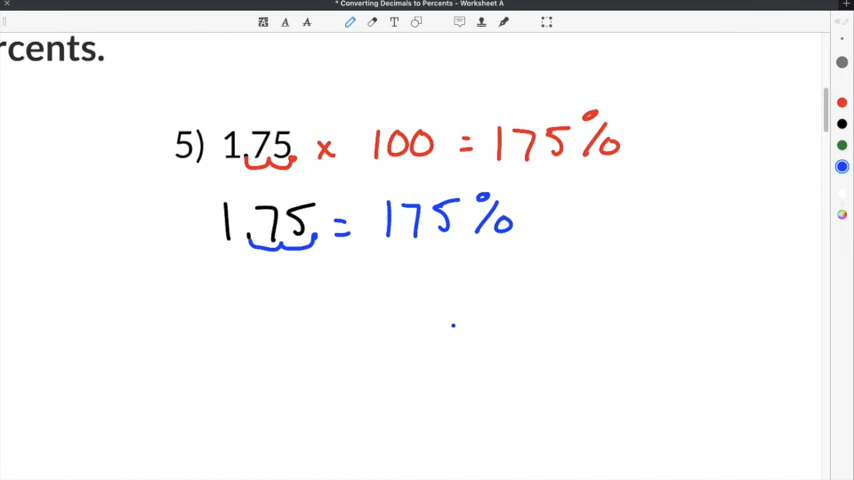 * Converting Decimals to Percents - Worksheet A
rcents.
5) 1.75 x 100 = 175%
1.75. = 175%